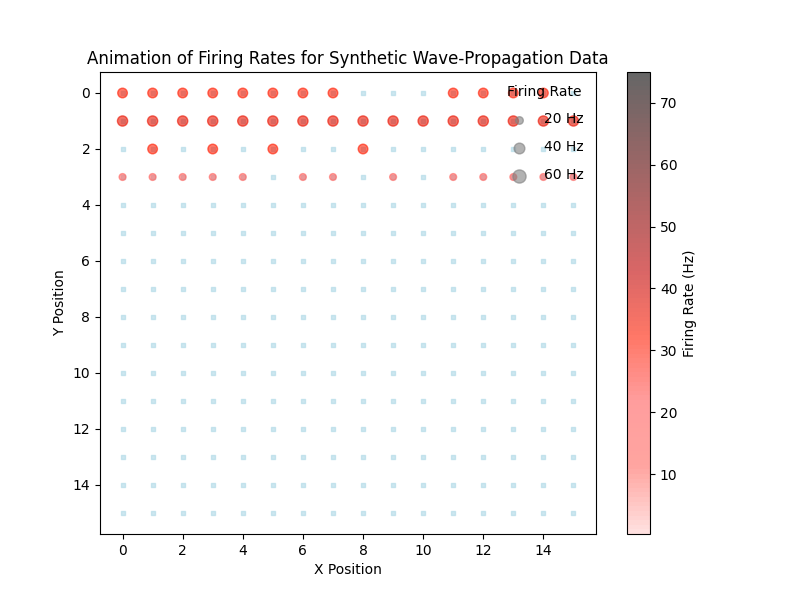 Animation of Firing Rates for Synthetic Wave-Propagation Data
Firing Rate
20 Hz
40 Hz
60 Hz
0
2
4
6
8
10
12
14
Y Position
0 2 4 6 8 10 12 14
X Position
70
60
50
40
30
20
10
Firing Rate (Hz)